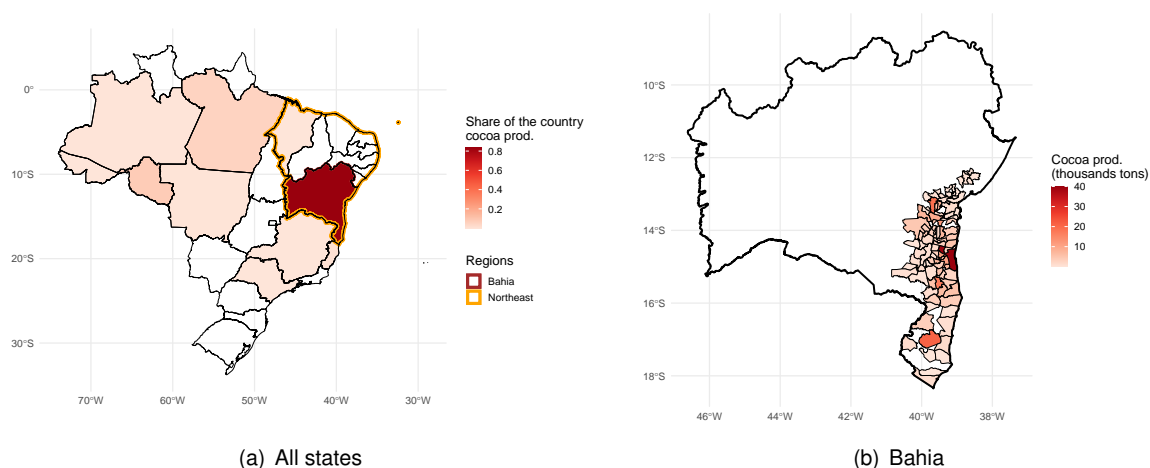 0°
10°S
20°S
30°S
70°W 60°W 50°W 40°W 30°W
Share of the country
cocoa prod.
0.8
0.6
0.4
0.2
Regions
Bahia
Northeast
(a) All states
10°S
12°S
14°S
16°S
18°S
46°W 44°W 42°W 40°W 38°W
Cocoa prod.
(thousands tons)
40
30
20
10
(b) Bahia